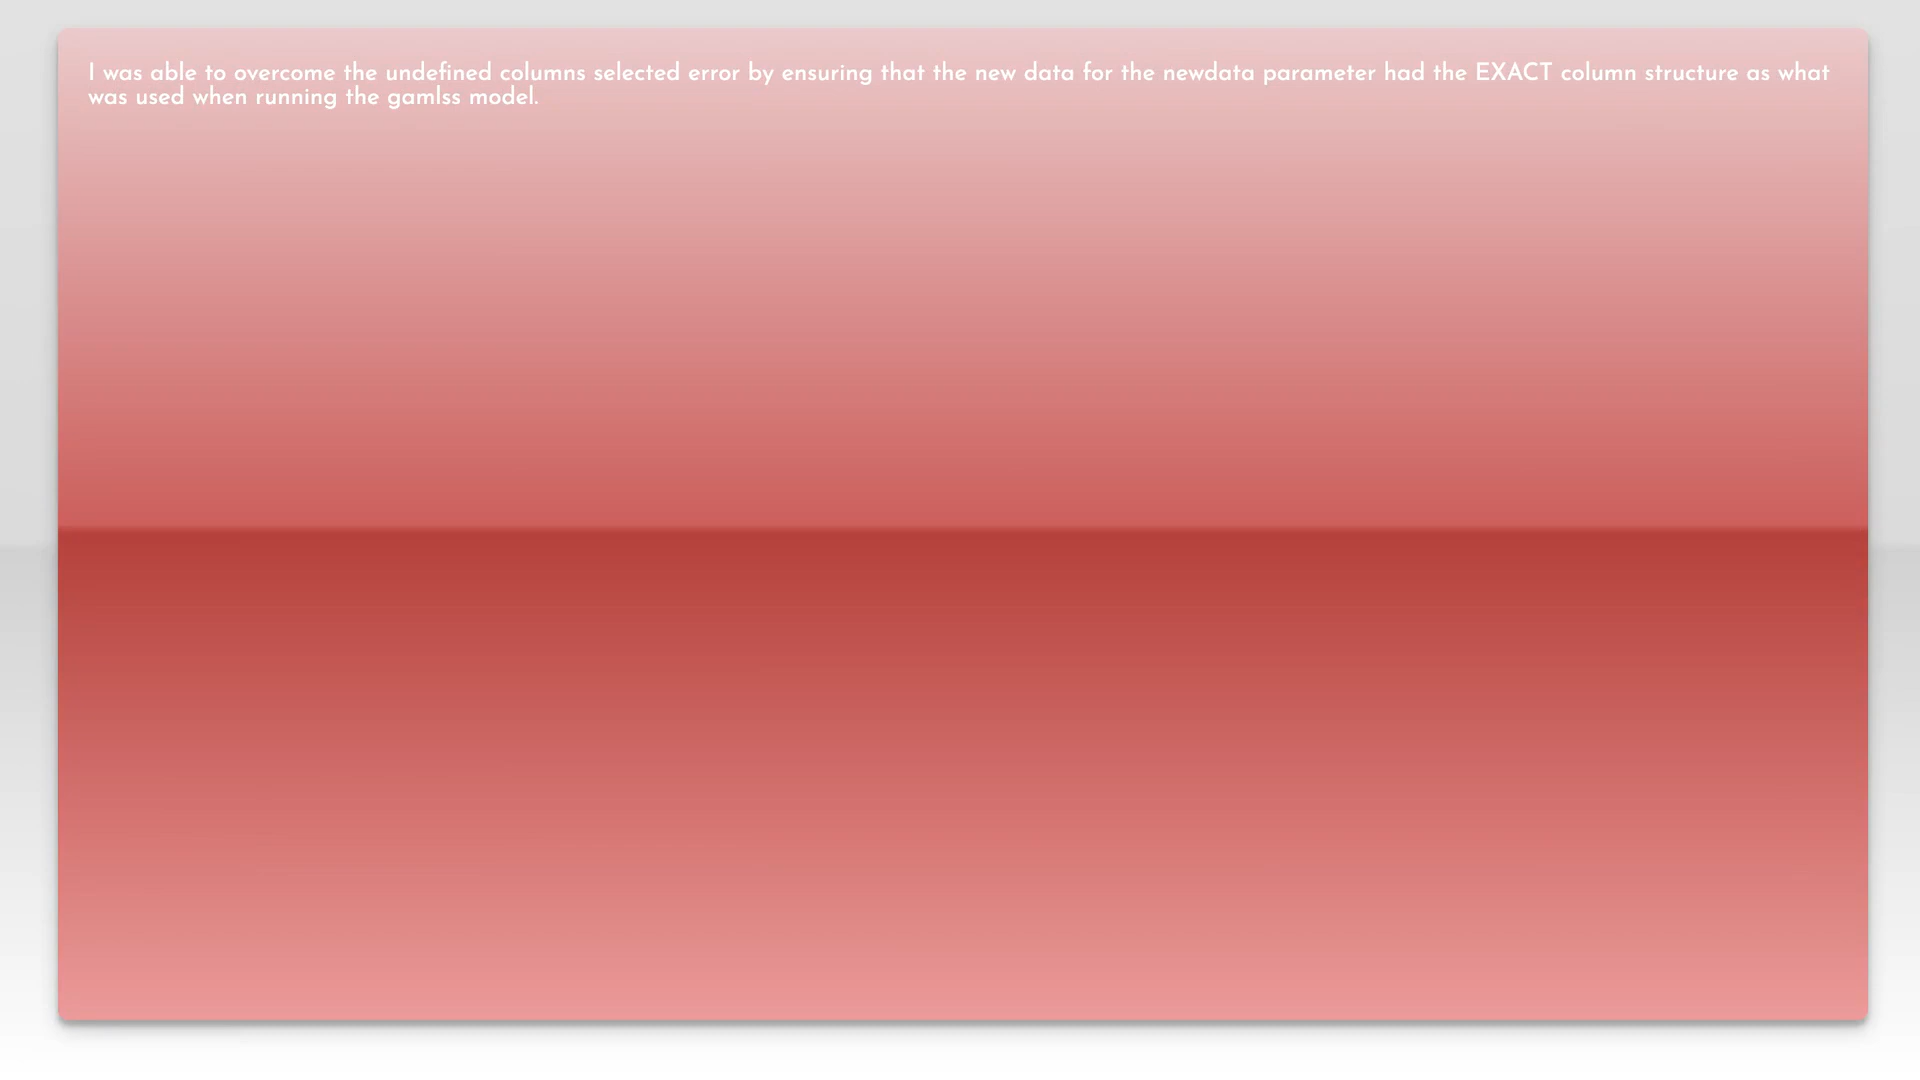 I was able to overcome the undefined columns selected error by ensuring that the new data for the newdata parameter had the EXACT column structure as what
was used when running the gamlss model.